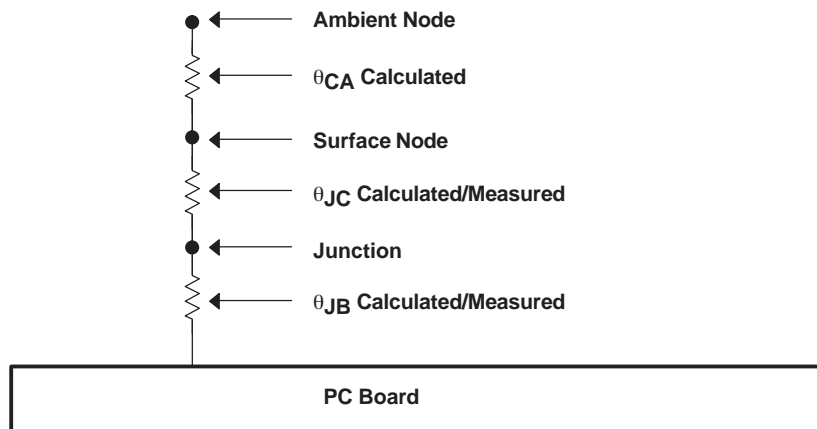 Ambient Node
θCA Calculated
Surface Node
θJC Calculated/Measured
Junction
θJB Calculated/Measured
PC Board